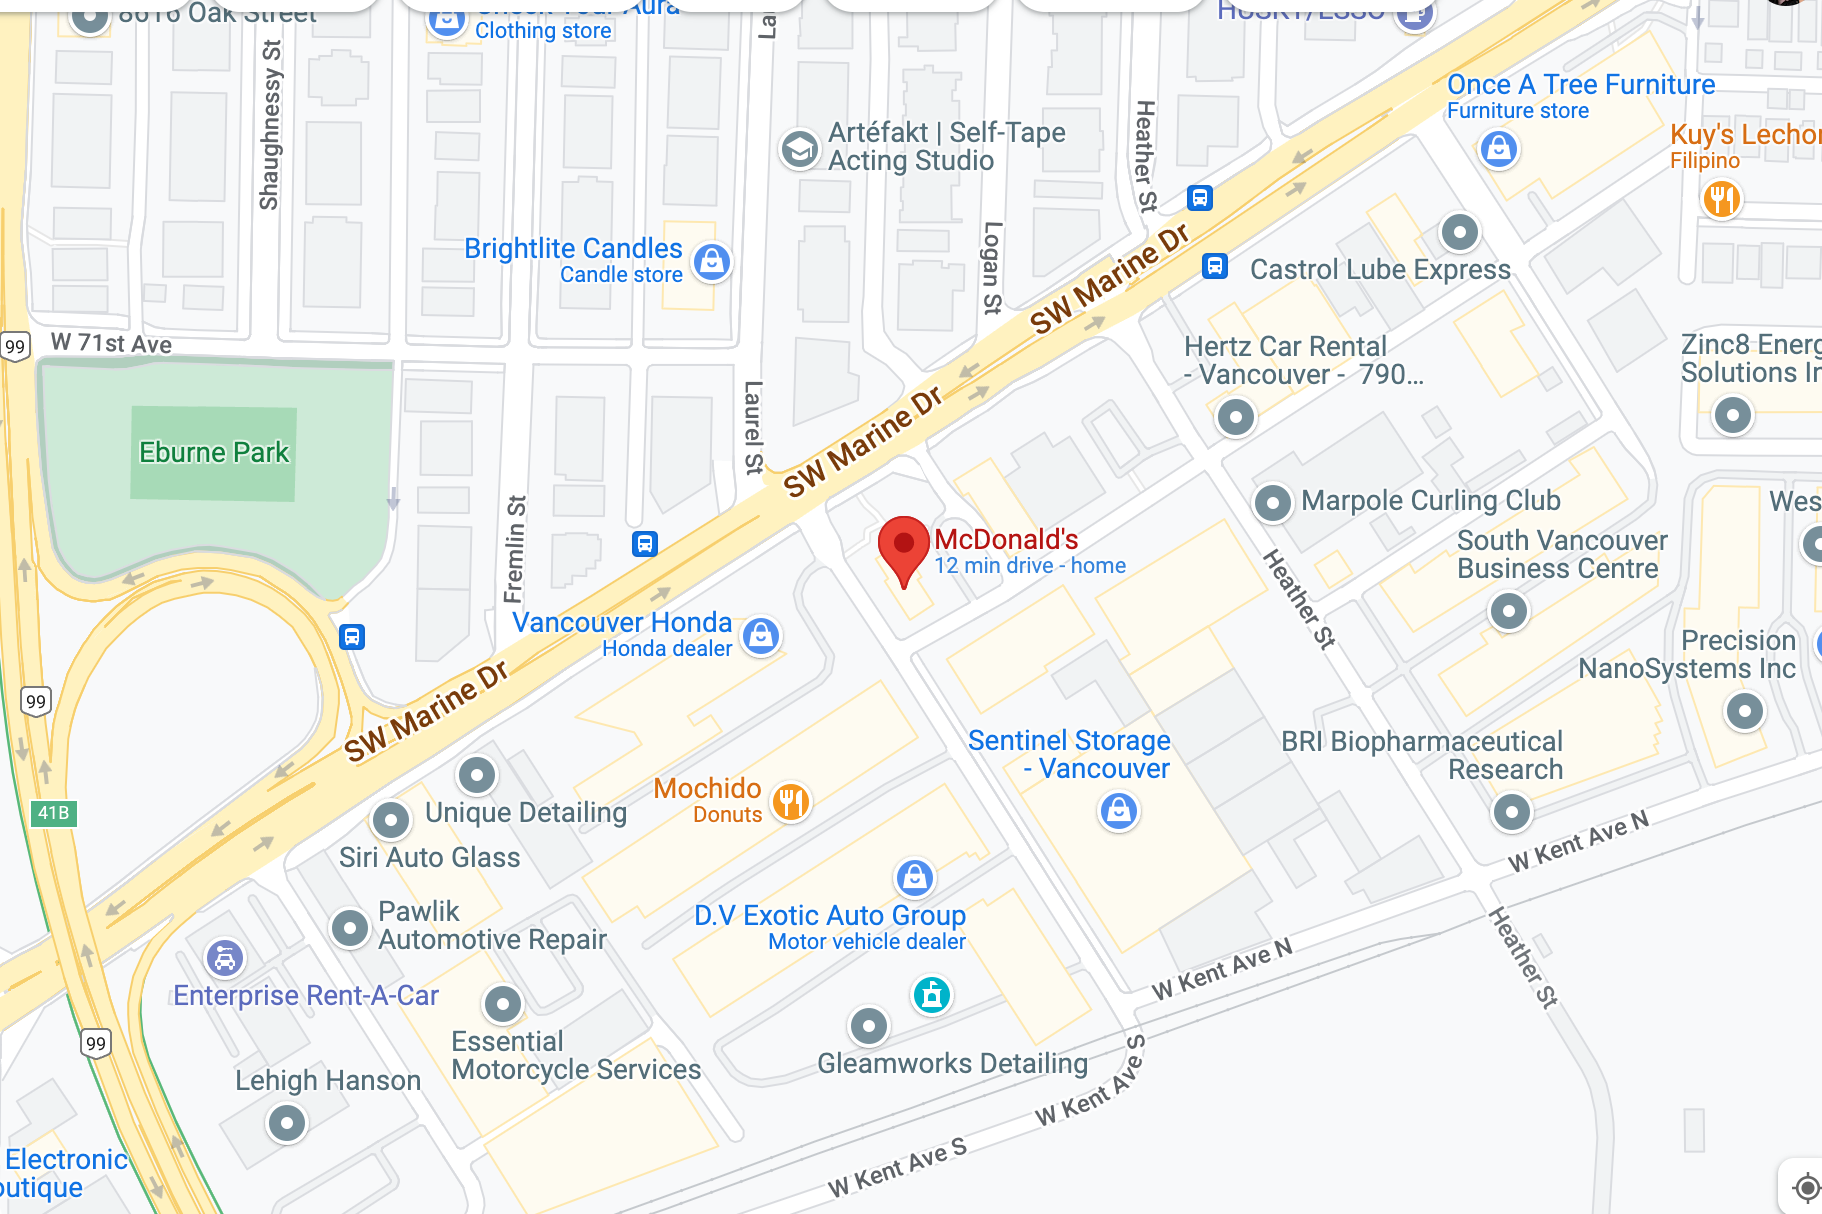 8616 Oak Street
Clothing store
HUSKY/ESSO
Shaughnessy St
Once A Tree Furniture
Furniture store
Artéfakt | Self-Tape
Acting Studio
Heather St
Kuy's Lechon
Filipino
Brightlite Candles
Candle store
Logan St
SW Marine Dr
Castrol Lube Express
W 71st Ave
99
Hertz Car Rental
- Vancouver - 790...
Zinc8 Energ
Solutions In
Laurel St
SW Marine Dr
Eburne Park
Marpole Curling Club
Wes
Fremlin St
McDonald's
12 min drive - home
South Vancouver
Business Centre
Heather St
Vancouver Honda
Honda dealer
Precision
NanoSystems Inc
99
SW Marine Dr
Sentinel Storage
- Vancouver
BRI Biopharmaceutical
Research
Mochido
Donuts
41B
Unique Detailing
Siri Auto Glass
W Kent Ave N
Pawlik
Automotive Repair
D.V Exotic Auto Group
Motor vehicle dealer
Heather St
W Kent Ave N
Enterprise Rent-A-Car
99
Essential
Motorcycle Services
Gleamworks Detailing
Lehigh Hanson
W Kent Ave S
Electronic
outique
W Kent Ave S